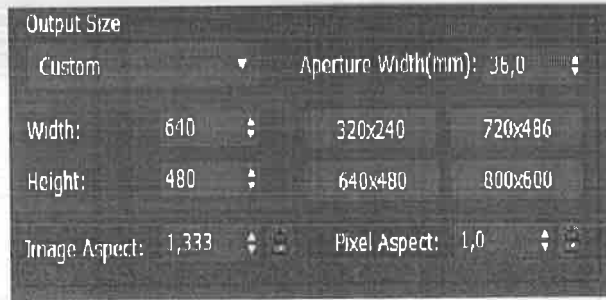 Output Size
Custom Aperture Width(mm): 36,0
Width: 640 320x240 720x486
Height: 480 640x480 800x600
Image Aspect: 1,333 Pixel Aspect: 1,0